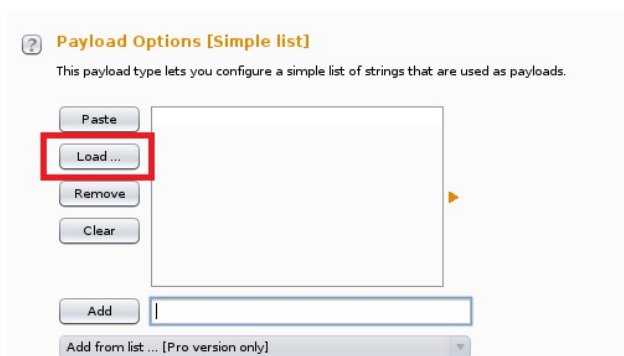 ? Payload Options [Simple list]
This payload type lets you configure a simple list of strings that are used as payloads.
Paste
Load ...
Remove
Clear
Add
Add from list ... [Pro version only]